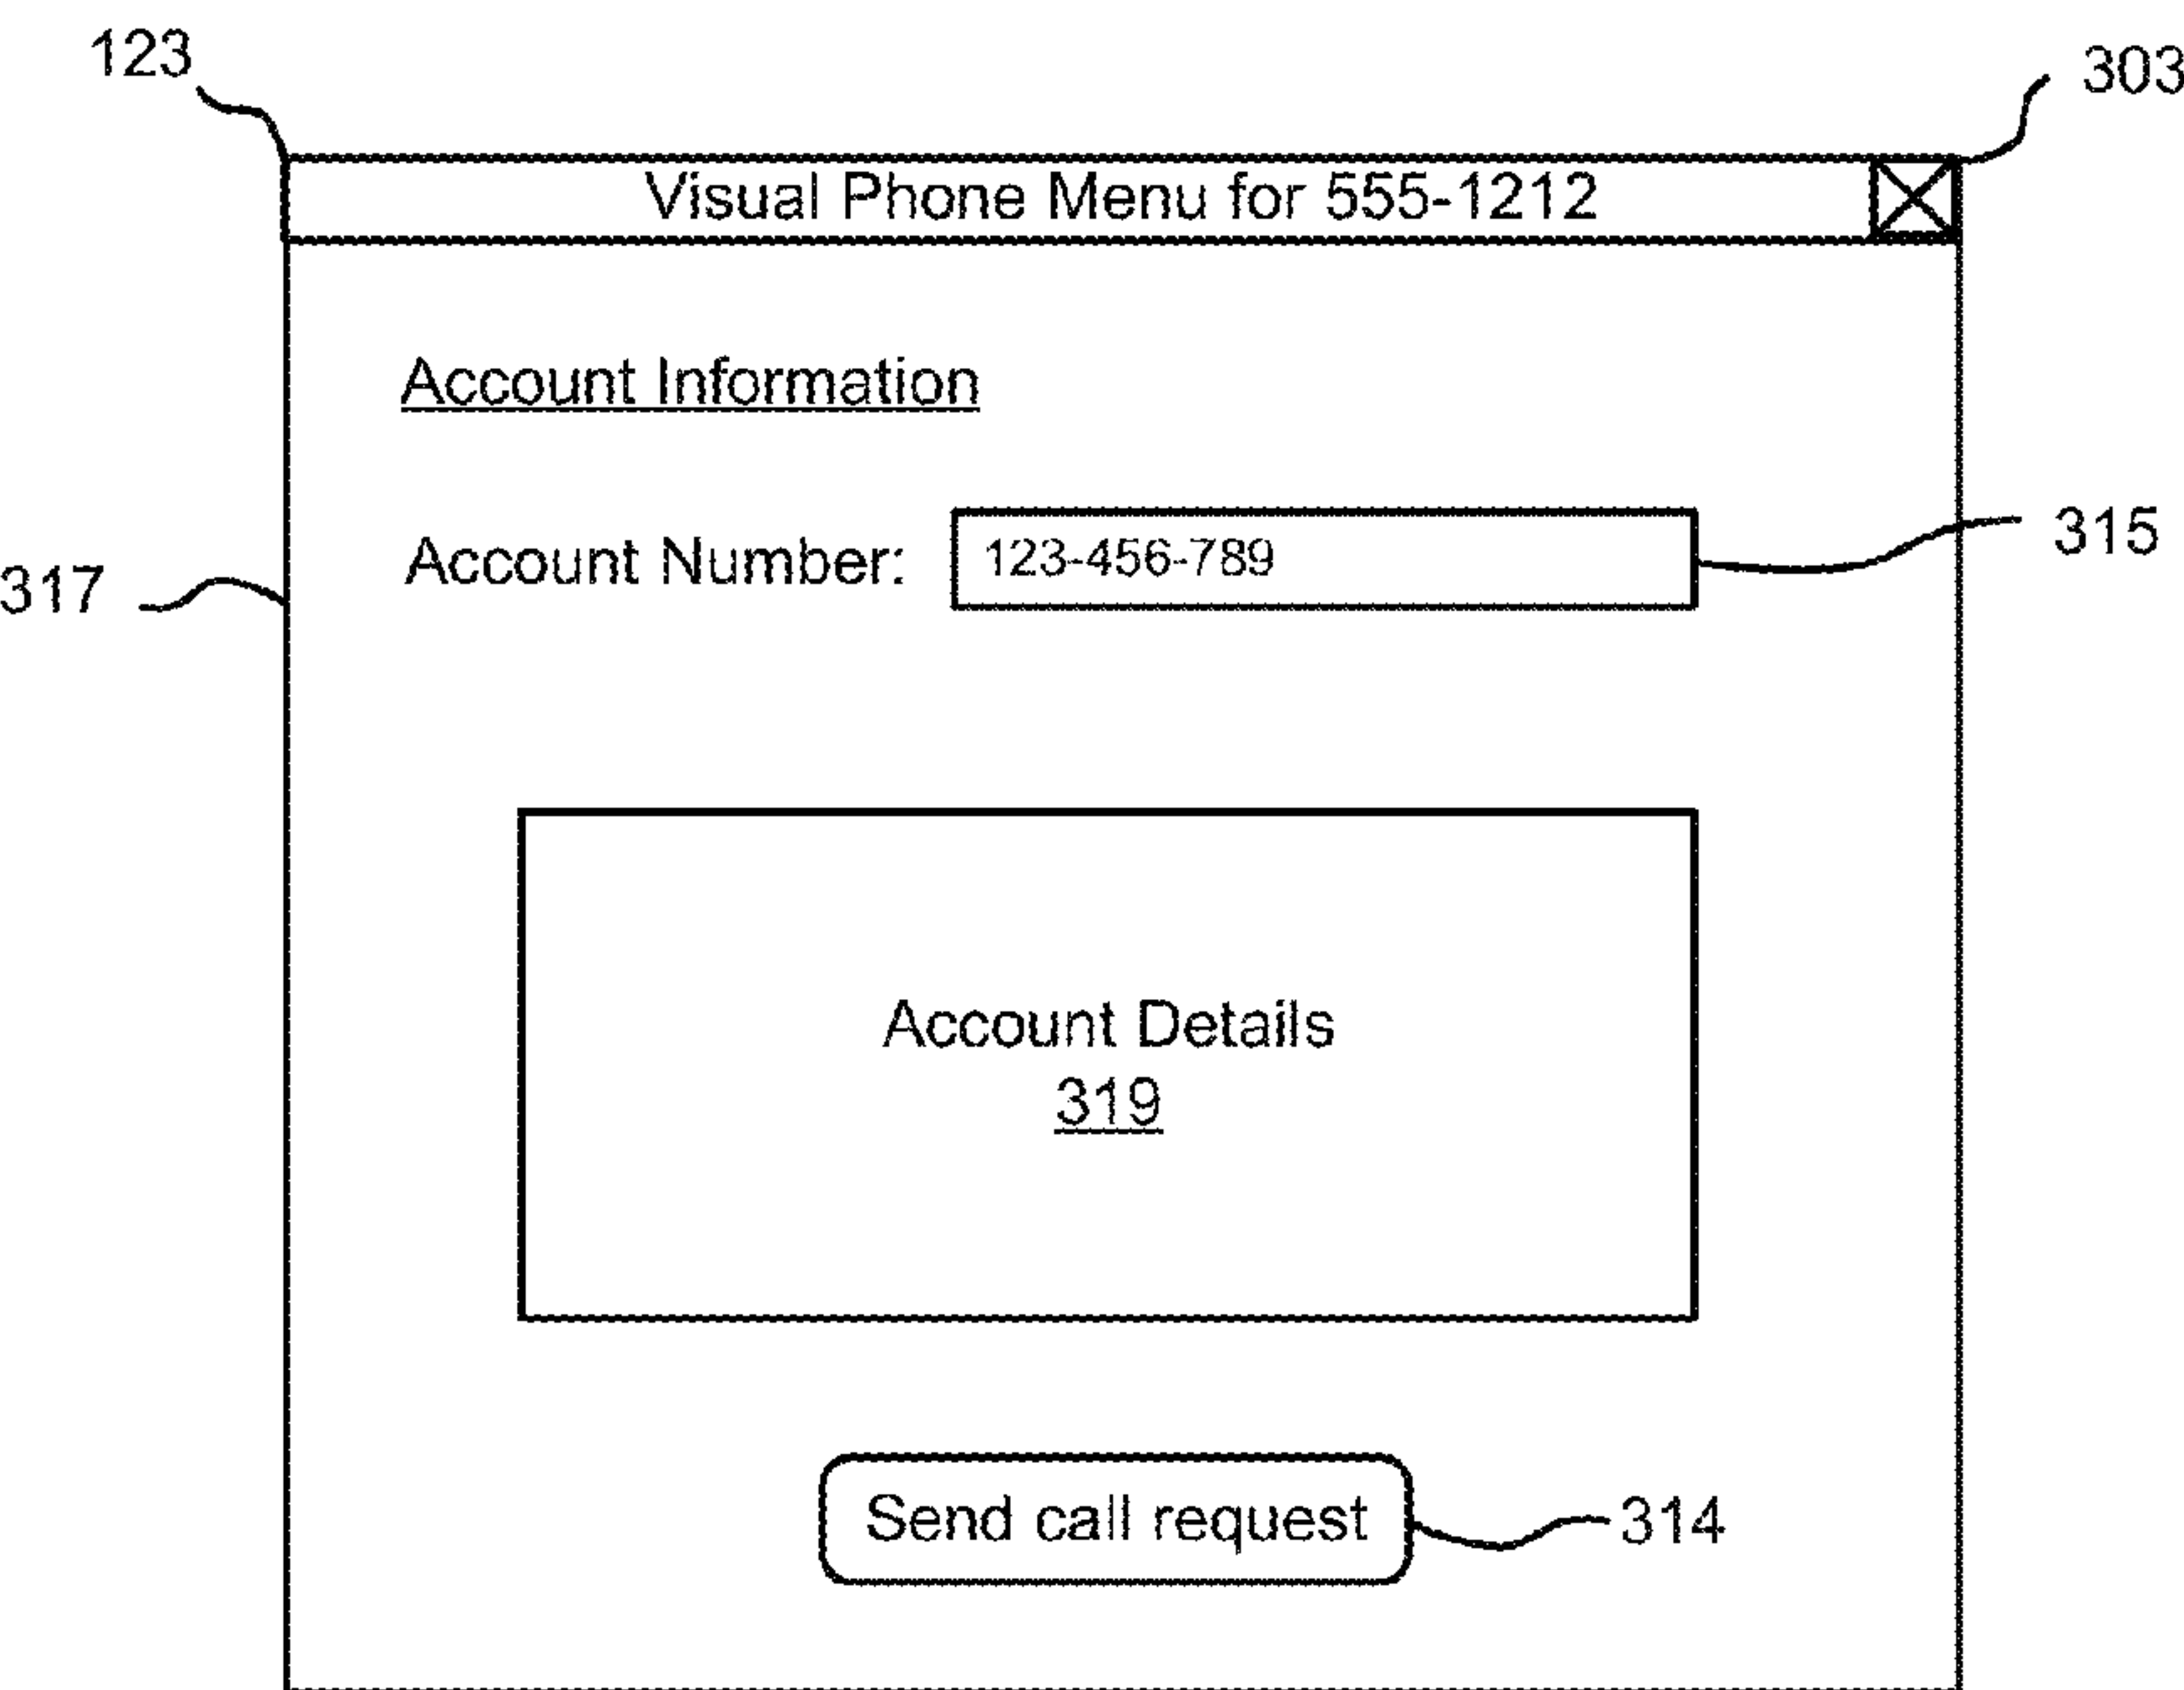 123
303
Visual Phone Menu for 555-1212
Account Information
Account Number: 123-456-789
315
317
Account Details
319
Send call request
314